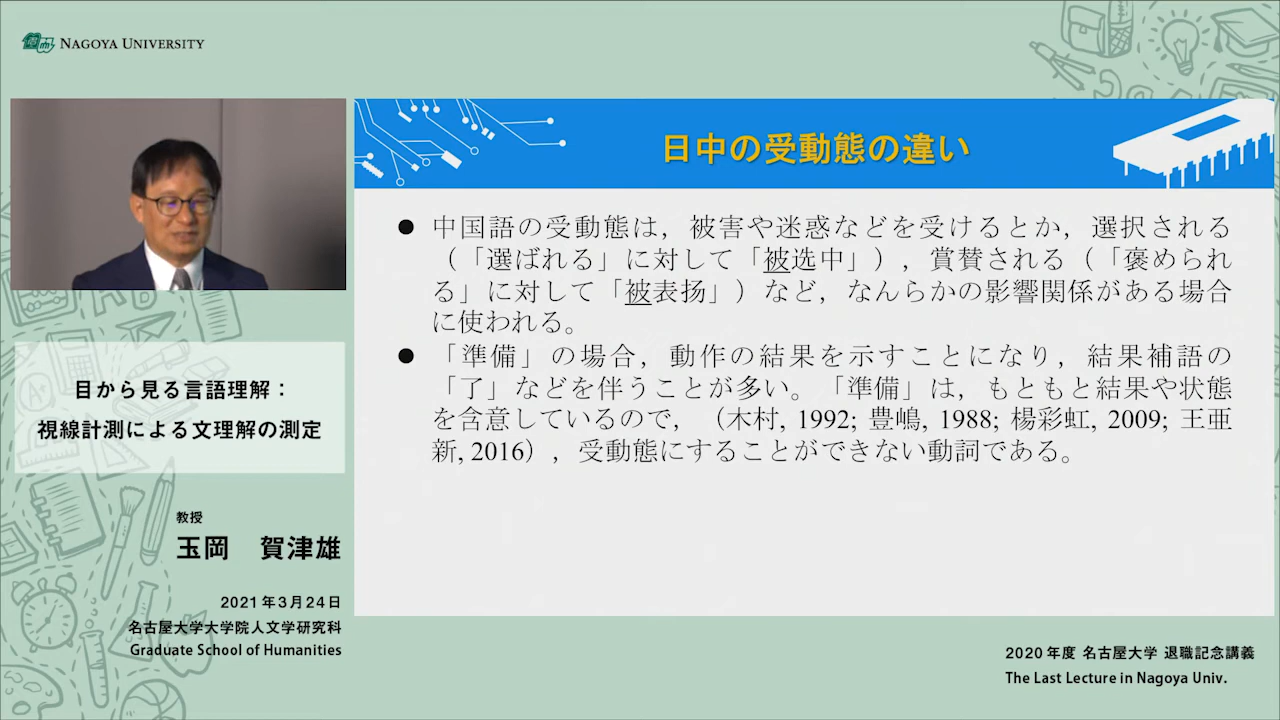 NAGOYA UNIVERSITY
日中の受動態の違い
● 中国語の受動態は，被害や迷惑などを受けるとか，選択される
（「選ばれる」に対して「被选中」），賞賛される（「褒められ
る」に対して「被表扬」）など，なんらかの影響関係がある場合
に使われる。
● 「準備」の場合，動作の結果を示すことになり，結果補語の
「了」などを伴うことが多い。「準備」は，もともと結果や状態
を含意しているので，（木村, 1992; 豊嶋, 1988; 楊彩虹, 2009; 王亜
新, 2016），受動態にすることができない動詞である。
目から見る言語理解：
視線計測による文理解の測定
教授
玉岡　賀津雄
2021年3月24日
名古屋大学大学院人文学研究科
Graduate School of Humanities
2020年度 名古屋大学 退職記念講義
The Last Lecture in Nagoya Univ.